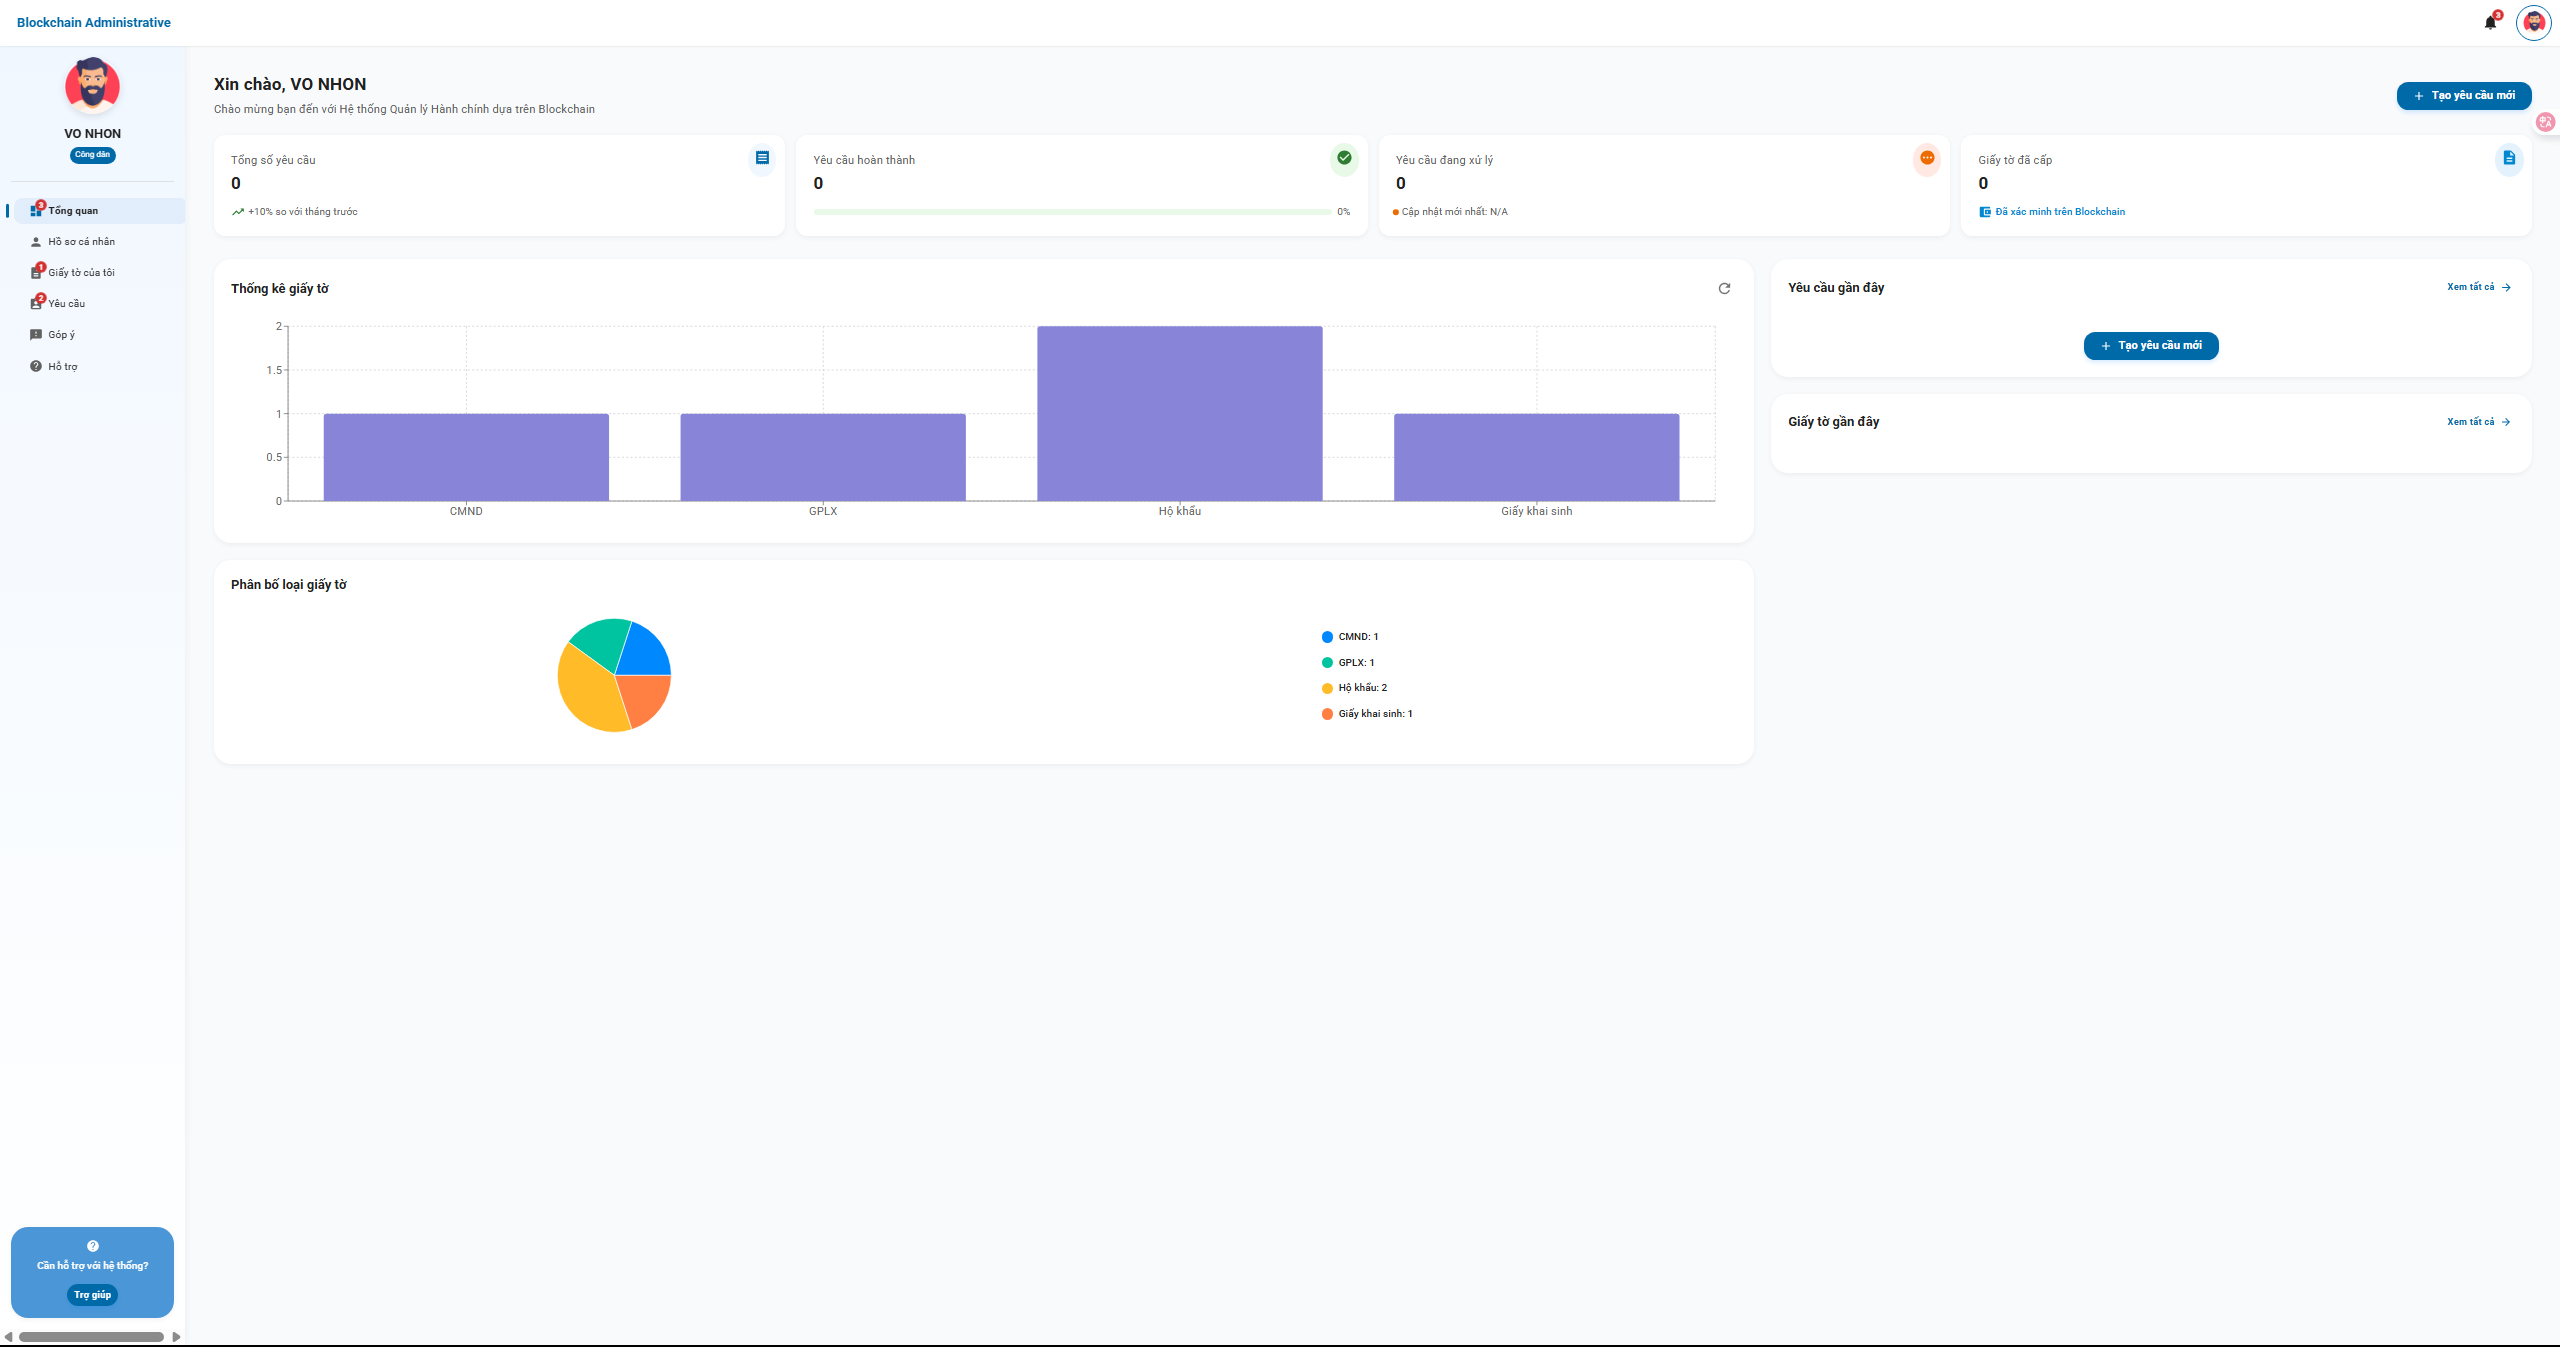 Blockchain Administrative
3
VO NHON
Công dân
3
Tổng quan
Hồ sơ cá nhân
1
Giấy tờ của tôi
2
Yêu cầu
Góp ý
Hỗ trợ
Cần hỗ trợ với hệ thống?
Trợ giúp
Xin chào, VO NHON
Chào mừng bạn đến với Hệ thống Quản lý Hành chính dựa trên Blockchain
+ Tạo yêu cầu mới
Tổng số yêu cầu
0
+10% so với tháng trước
Yêu cầu hoàn thành
0
0%
Yêu cầu đang xử lý
0
Cập nhật mới nhất: N/A
Giấy tờ đã cấp
0
Đã xác minh trên Blockchain
Thống kê giấy tờ
2
1.5
1
0.5
0
CMND
GPLX
Hộ khẩu
Giấy khai sinh
Phân bố loại giấy tờ
CMND: 1
GPLX: 1
Hộ khẩu: 2
Giấy khai sinh: 1
Yêu cầu gần đây
Xem tất cả
+ Tạo yêu cầu mới
Giấy tờ gần đây
Xem tất cả